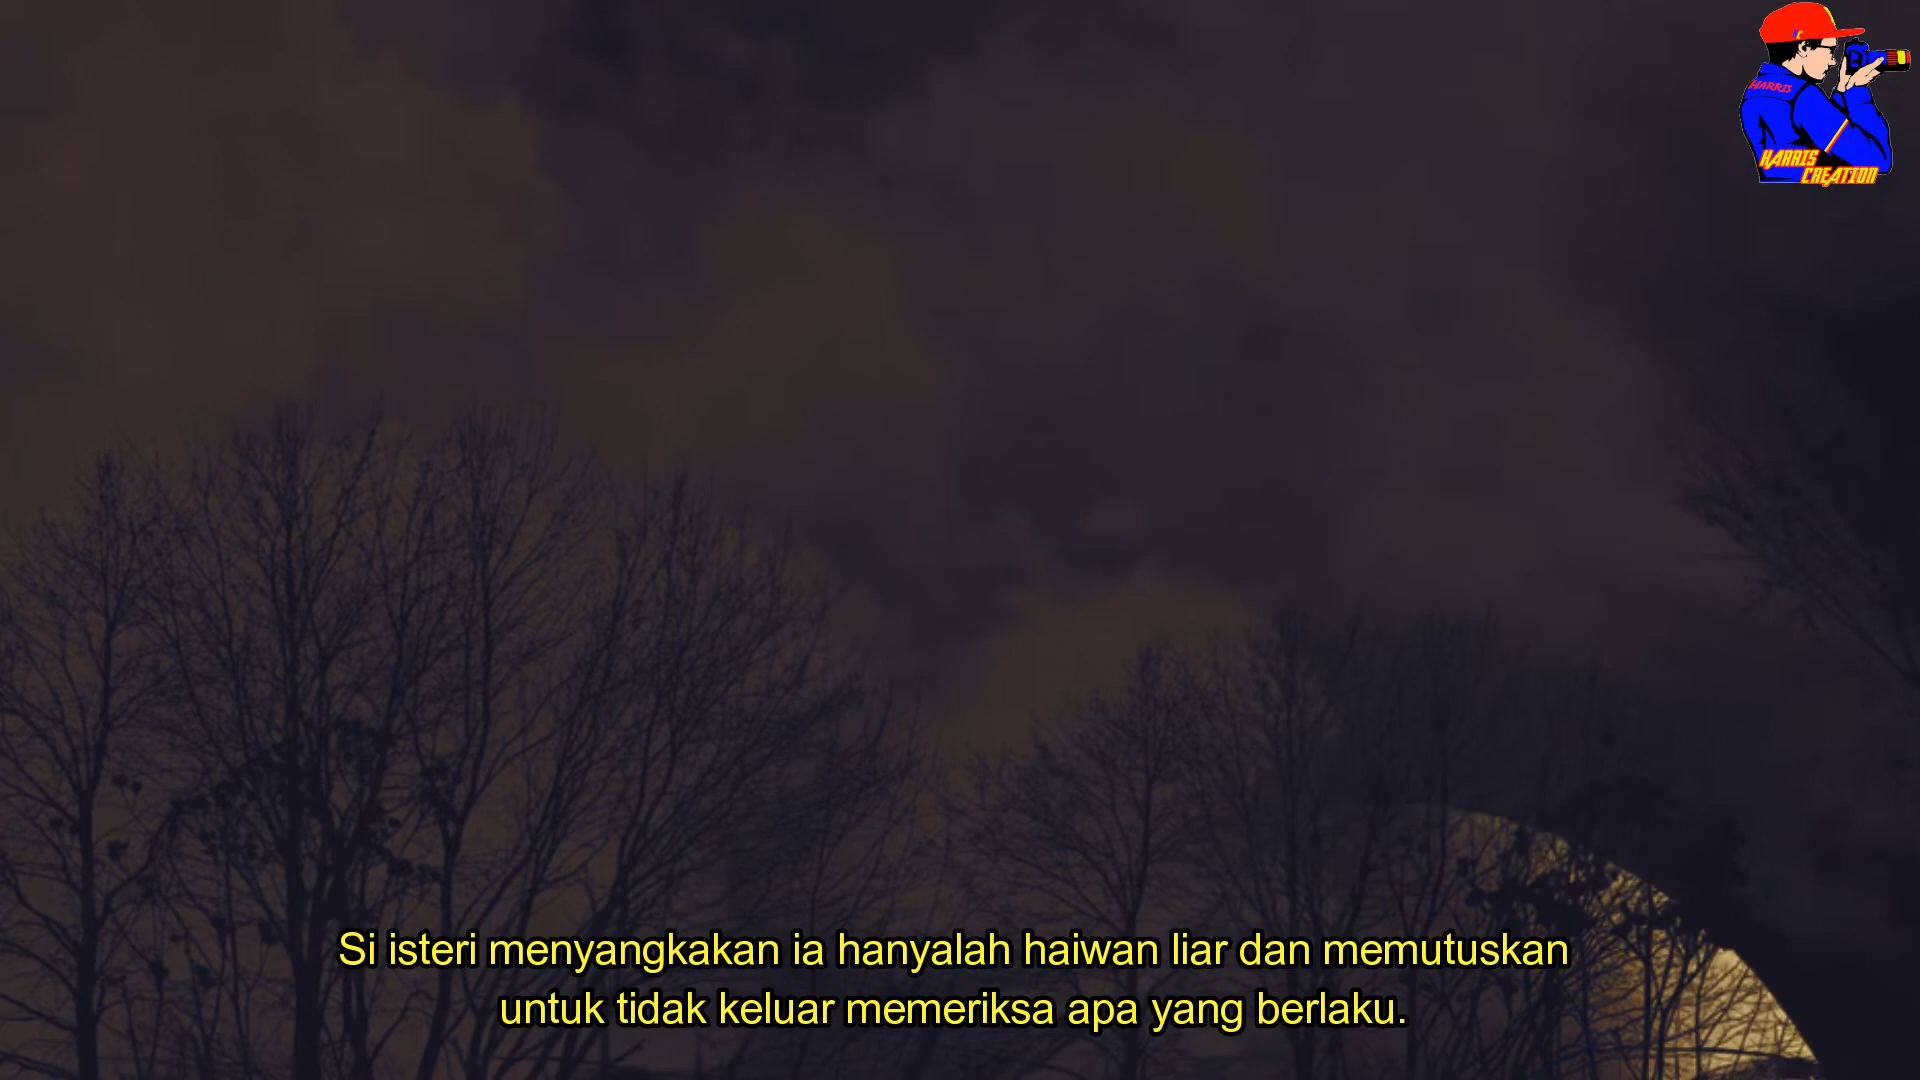 HARRIS
HARRIS
CREATION
Si isteri menyangkakan ia hanyalah haiwan liar dan memutuskan
untuk tidak keluar memeriksa apa yang berlaku.